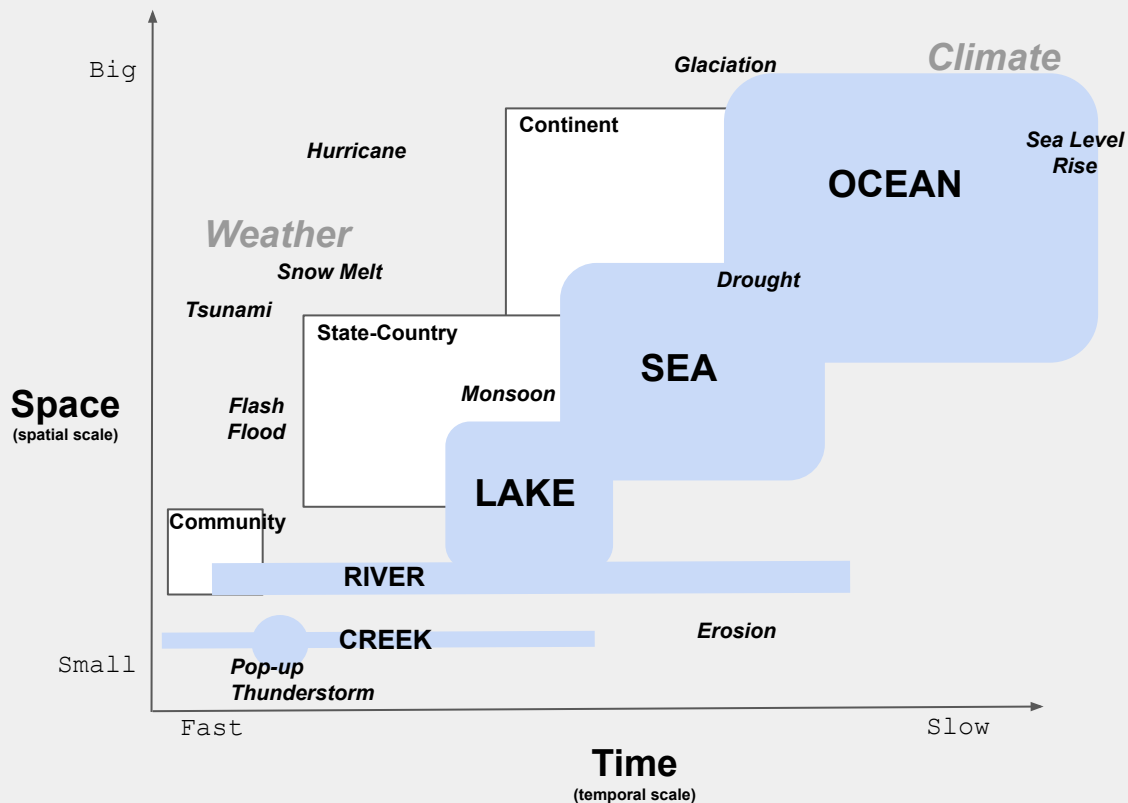 Climate
Glaciation
Big
Continent
Sea Level
Rise
Hurricane
OCEAN
Weather
Snow Melt
Drought
Tsunami
State-Country
SEA
Monsoon
Space
(spatial scale)
Flash
Flood
LAKE
Community
RIVER
CREEK
Erosion
Small
Pop-up
Thunderstorm
Fast
Slow
Time
(temporal scale)